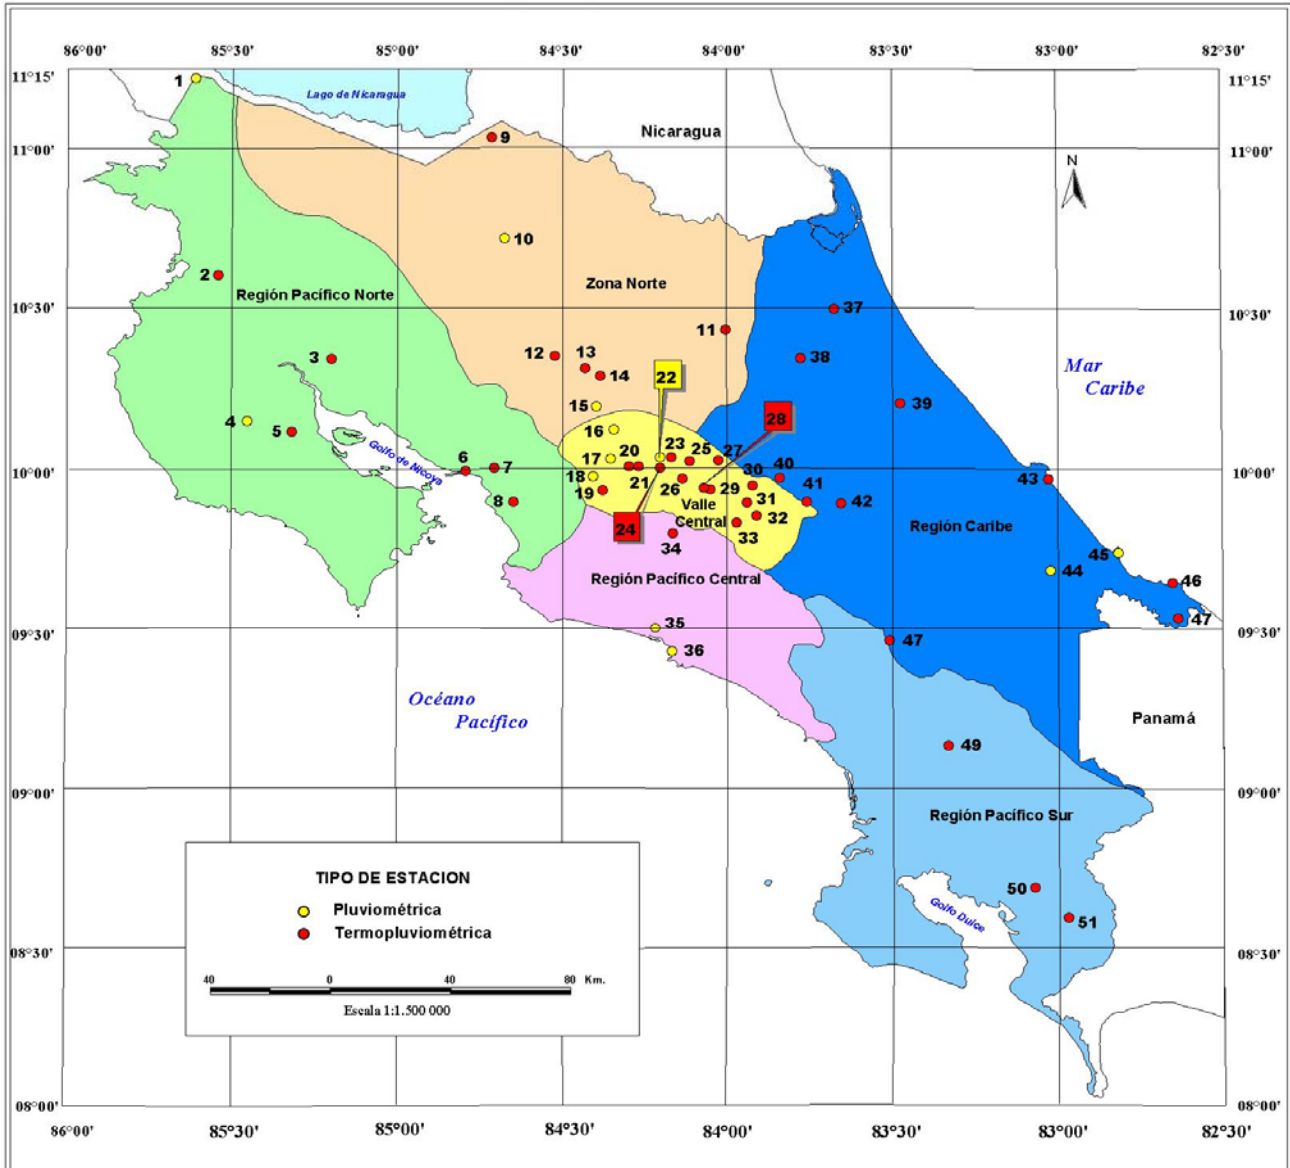 86°00' 85°30' 85°00' 84°30' 84°00' 83°30' 83°00' 82°30'
11°15' 11°15'
1
Lago de Nicaragua
Nicaragua
9
11°00' 11°00'
N
10
2
Zona Norte
Región Pacífico Norte
10°30' 10°30'
37
11
3
12 13
38
14
22
Mar
Caribe
15
39
4
28
5
16
Golfo de Nicoya
6
7
17
20
23
25
27
10°00' 10°00'
18
21
26
30
40
43
19
29
41
8
31
42
Valle
Central
24
32
Región Caribe
33
34
45
Región Pacífico Central
44
46
35
47
09°30' 09°30'
47
36
Océano
Pacífico
Panamá
49
09°00' 09°00'
Región Pacífico Sur
TIPO DE ESTACION
Pluviométrica
Termopluviométrica
50
Golfo Dulce
51
08°30' 08°30'
40 0 40 80 Km.
Escala 1:1.500 000
08°00' 08°00'
86°00' 85°30' 85°00' 84°30' 84°00' 83°30' 83°00' 82°30'